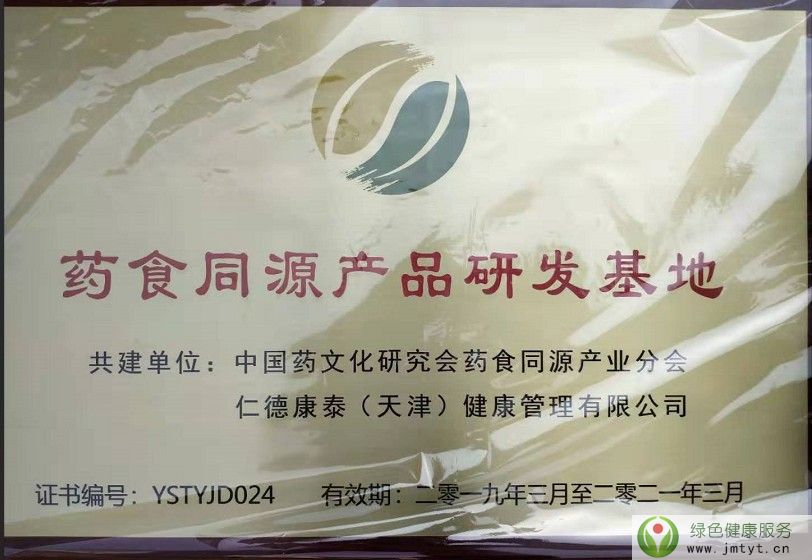 药食同源产品研发基地
共建单位：中国药文化研究会药食同源产业分会
仁德康泰（天津）健康管理有限公司
证书编号：YSTYJD024 有效期：二零一九年三月至二零二一年三月
绿色健康服务
www.jmtyt.cn